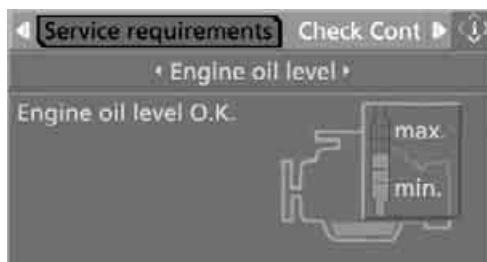 Service requirements Check Cont
Engine oil level
Engine oil level O.K.
max.
min.